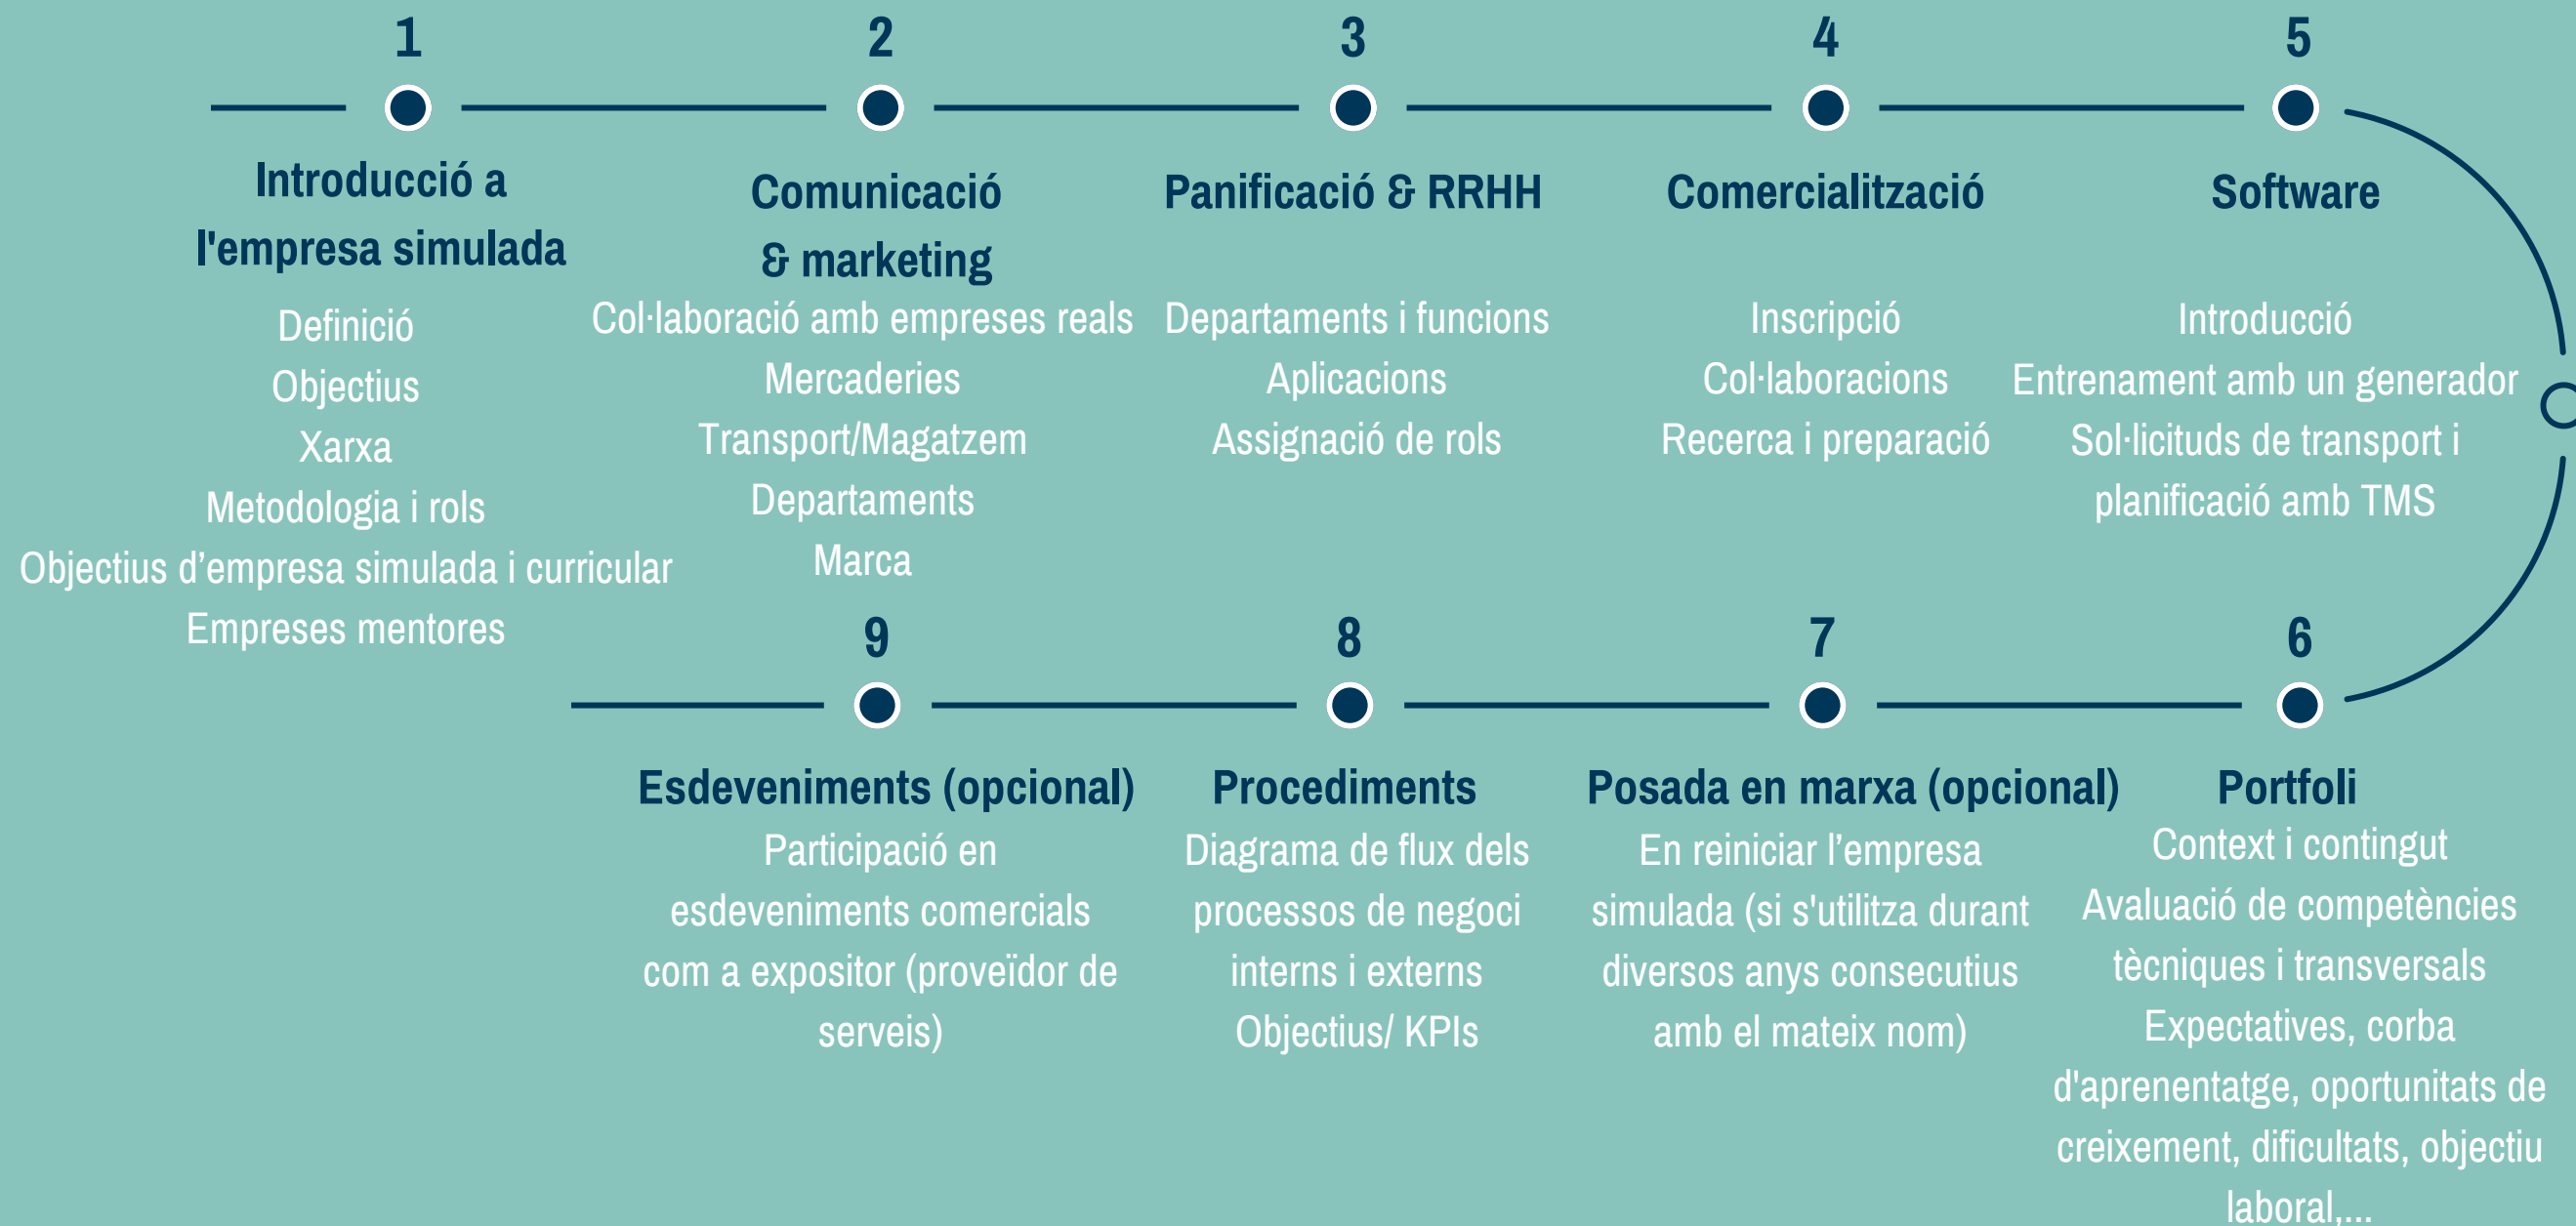 1
Introducció a
l'empresa simulada
Definició
Objectius
Xarxa
Metodologia i rols
Objectius d’empresa simulada i curricular
Empreses mentores
2
Comunicació
& marketing
Col·laboració amb empreses reals
Mercaderies
Transport/Magatzem
Departaments
Marca
3
Panificació & RRHH
Departaments i funcions
Aplicacions
Assignació de rols
4
Comercialització
Inscripció
Col·laboracions
Recerca i preparació
5
Software
Introducció
Entrenament amb un generador
Sol·licituds de transport i
planificació amb TMS
6
Portfoli
Context i contingut
Avaluació de competències
tècniques i transversals
Expectatives, corba
d'aprenentatge, oportunitats de
creixement, dificultats, objectiu
laboral,...
7
Posada en marxa (opcional)
En reiniciar l’empresa
simulada (si s'utilitza durant
diversos anys consecutius
amb el mateix nom)
8
Procediments
Diagrama de flux dels
processos de negoci
interns i externs
Objectius/ KPIs
9
Esdeveniments (opcional)
Participació en
esdeveniments comercials
com a expositor (proveïdor de
serveis)